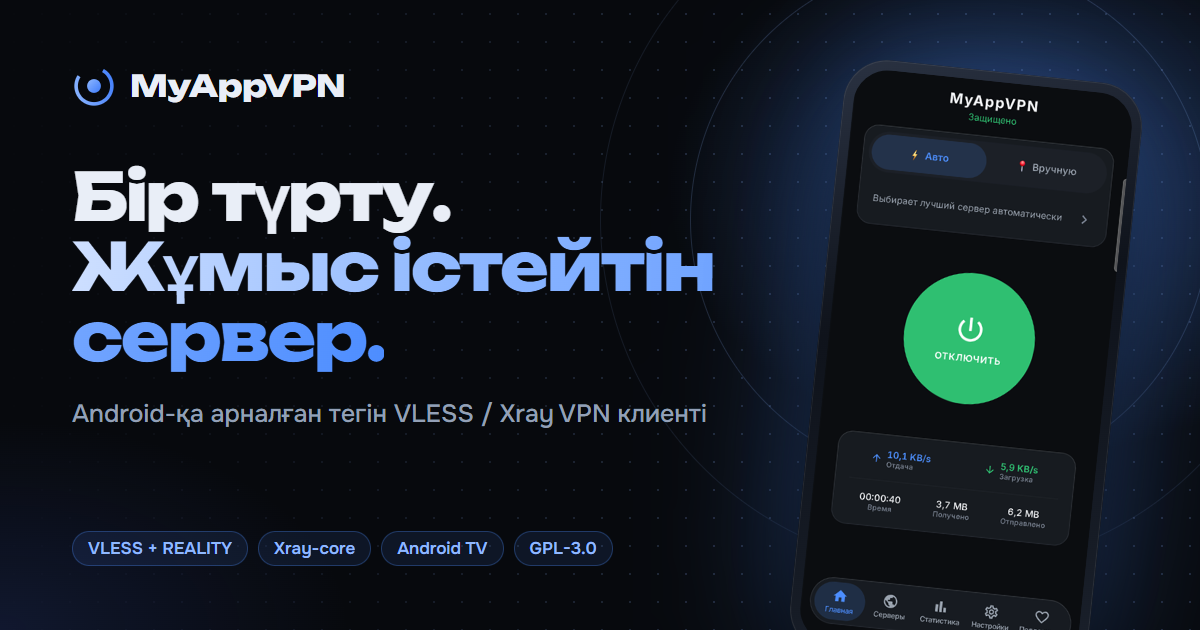 MyAppVPN
Бір түрту.
Жұмыс істейтін
сервер.
Android-қа арналған тегін VLESS / Xray VPN клиенті
VLESS + REALITY
Xray-core
Android TV
GPL-3.0
MyAppVPN
Защищено
Авто
Вручную
Выбирает лучший сервер автоматически
ОТКЛЮЧИТЬ
10,1 KB/s
Отдача
5,9 KB/s
Загрузка
00:00:40
Время
3,7 MB
Получено
6,2 MB
Отправлено
Главная
Серверы
Статистика
Настройки